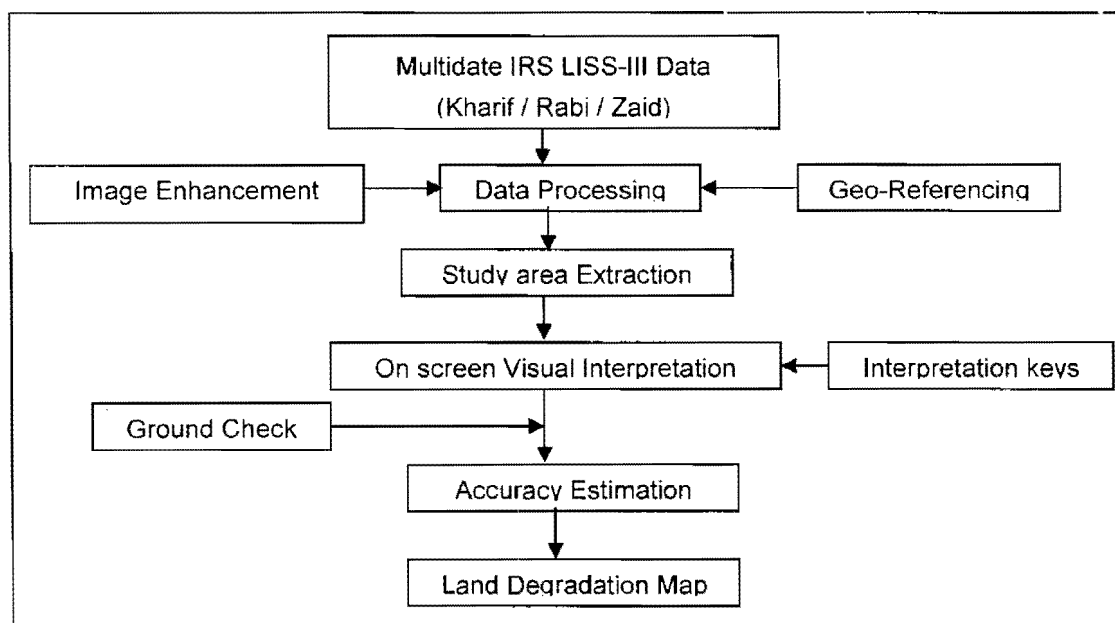 Multidate IRS LISS-III Data
(Kharif / Rabi / Zaid)
Image Enhancement
Data Processing
Geo-Referencing
Study area Extraction
On screen Visual Interpretation
Interpretation keys
Ground Check
Accuracy Estimation
Land Degradation Map